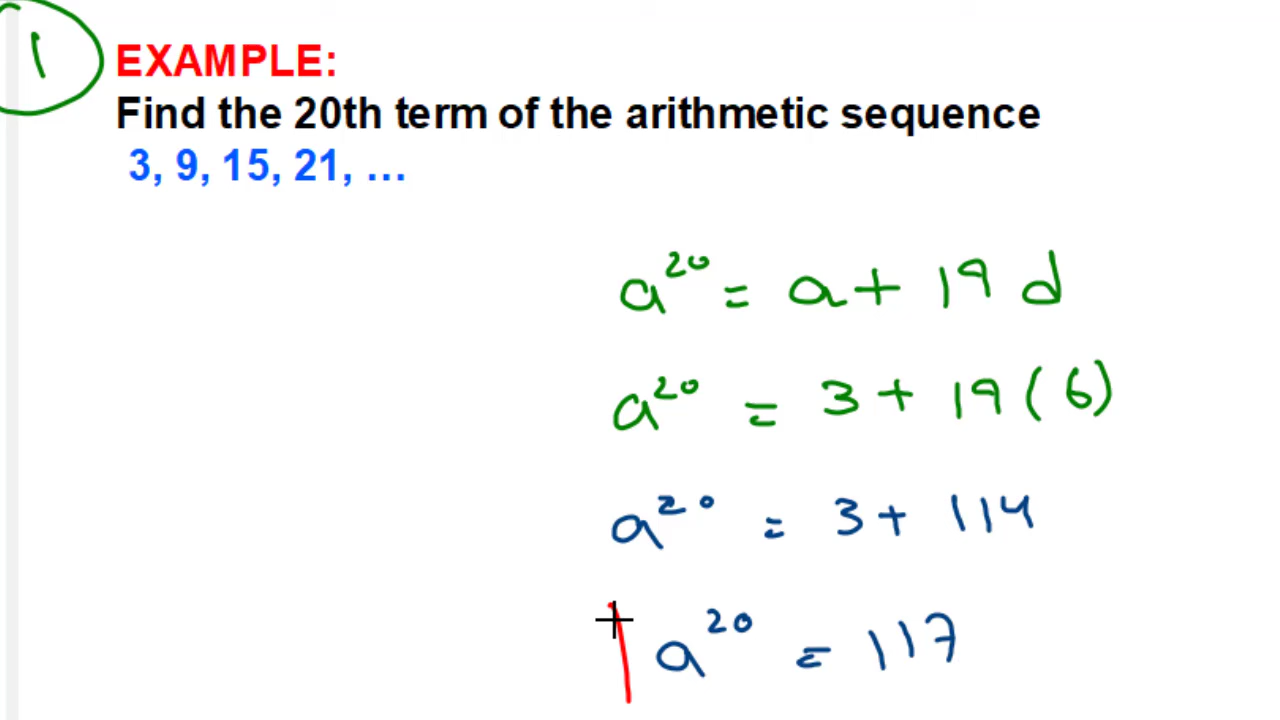 1
EXAMPLE:
Find the 20th term of the arithmetic sequence
3, 9, 15, 21, ...
a²⁰ = a + 19 d
a²⁰ = 3 + 19 ( 6 )
a²⁰ = 3 + 114
a²⁰ = 117